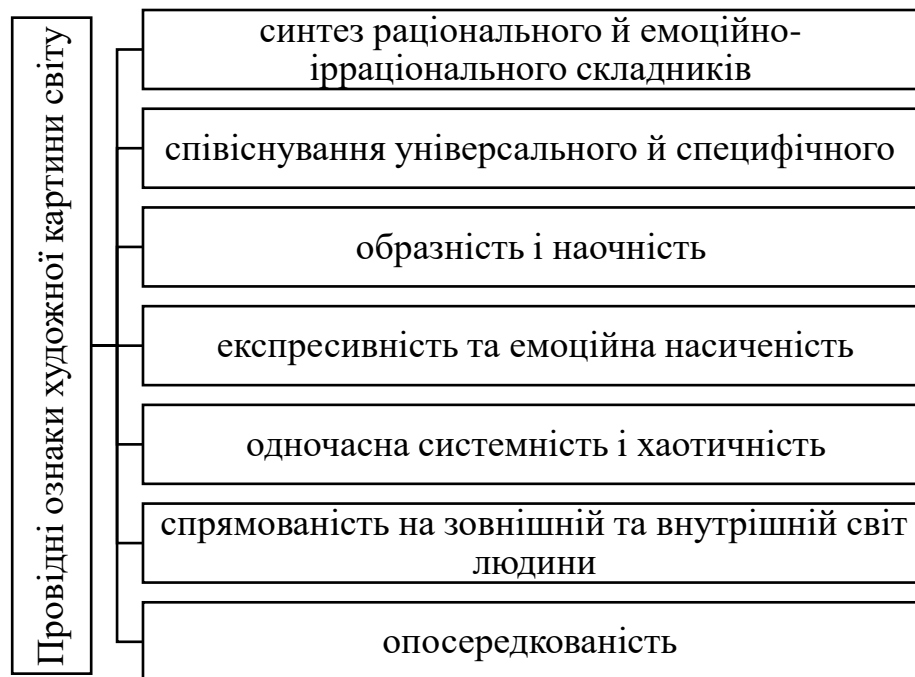 Провідні ознаки художної картини світу
синтез раціонального й емоційно-
ірраціонального складників
співіснування універсального й специфічного
образність і наочність
експресивність та емоційна насиченість
одночасна системність і хаотичність
спрямованість на зовнішній та внутрішній світ
людини
опосередкованість